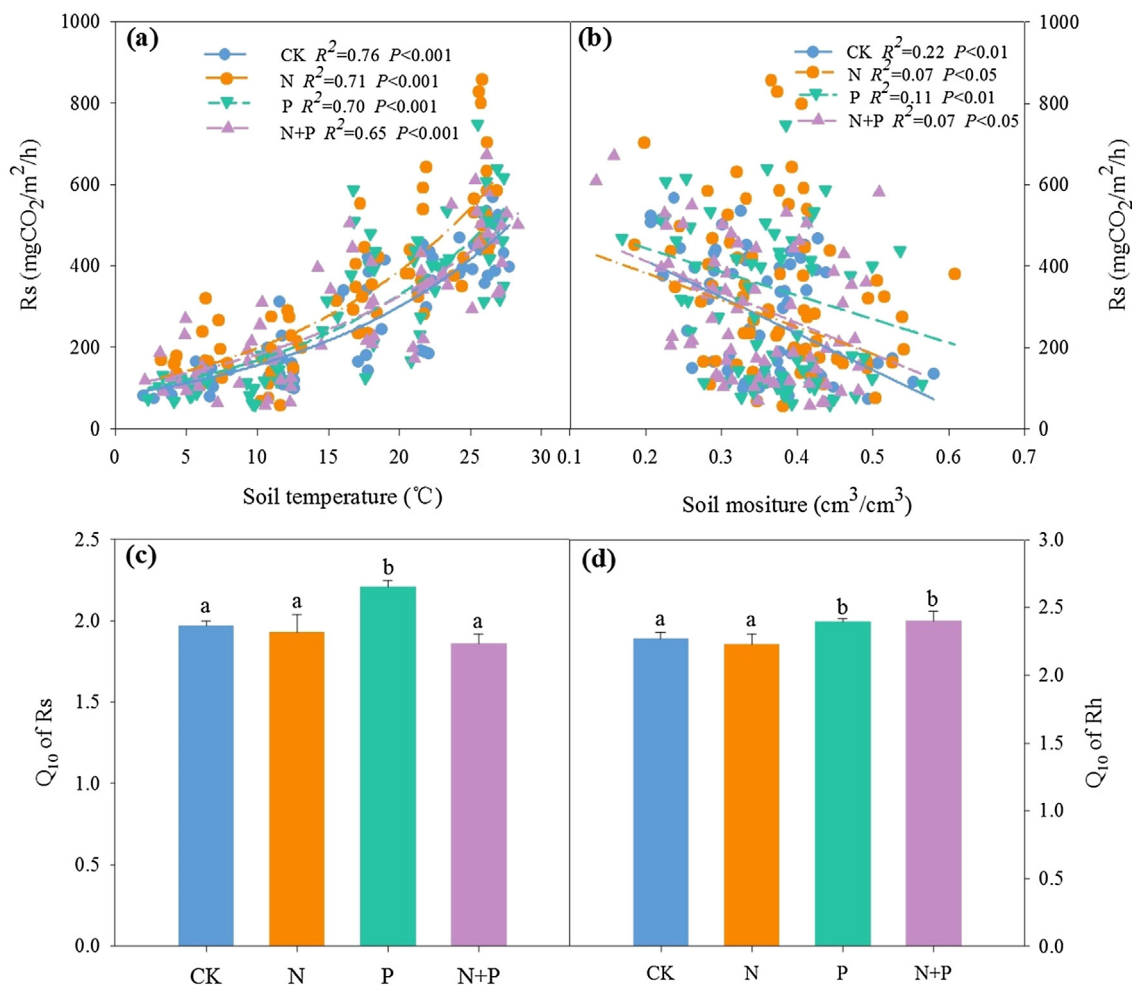 (a)
CK R²=0.76 P<0.001
N R²=0.71 P<0.001
P R²=0.70 P<0.001
N+P R²=0.65 P<0.001
1000
800
600
400
200
0
Rs (mgCO₂/m²/h)
0 5 10 15 20 25 30
Soil temperature (℃)
(b)
CK R²=0.22 P<0.01
N R²=0.07 P<0.05
P R²=0.11 P<0.01
N+P R²=0.07 P<0.05
1000
800
600
400
200
0
Rs (mgCO₂/m²/h)
0.1 0.2 0.3 0.4 0.5 0.6 0.7
Soil mositure (cm³/cm³)
(c)
2.5
2.0
1.5
1.0
0.5
0.0
Q₁₀ of Rs
a a b a
CK N P N+P
(d)
3.0
2.5
2.0
1.5
1.0
0.5
0.0
Q₁₀ of Rh
a a b b
CK N P N+P